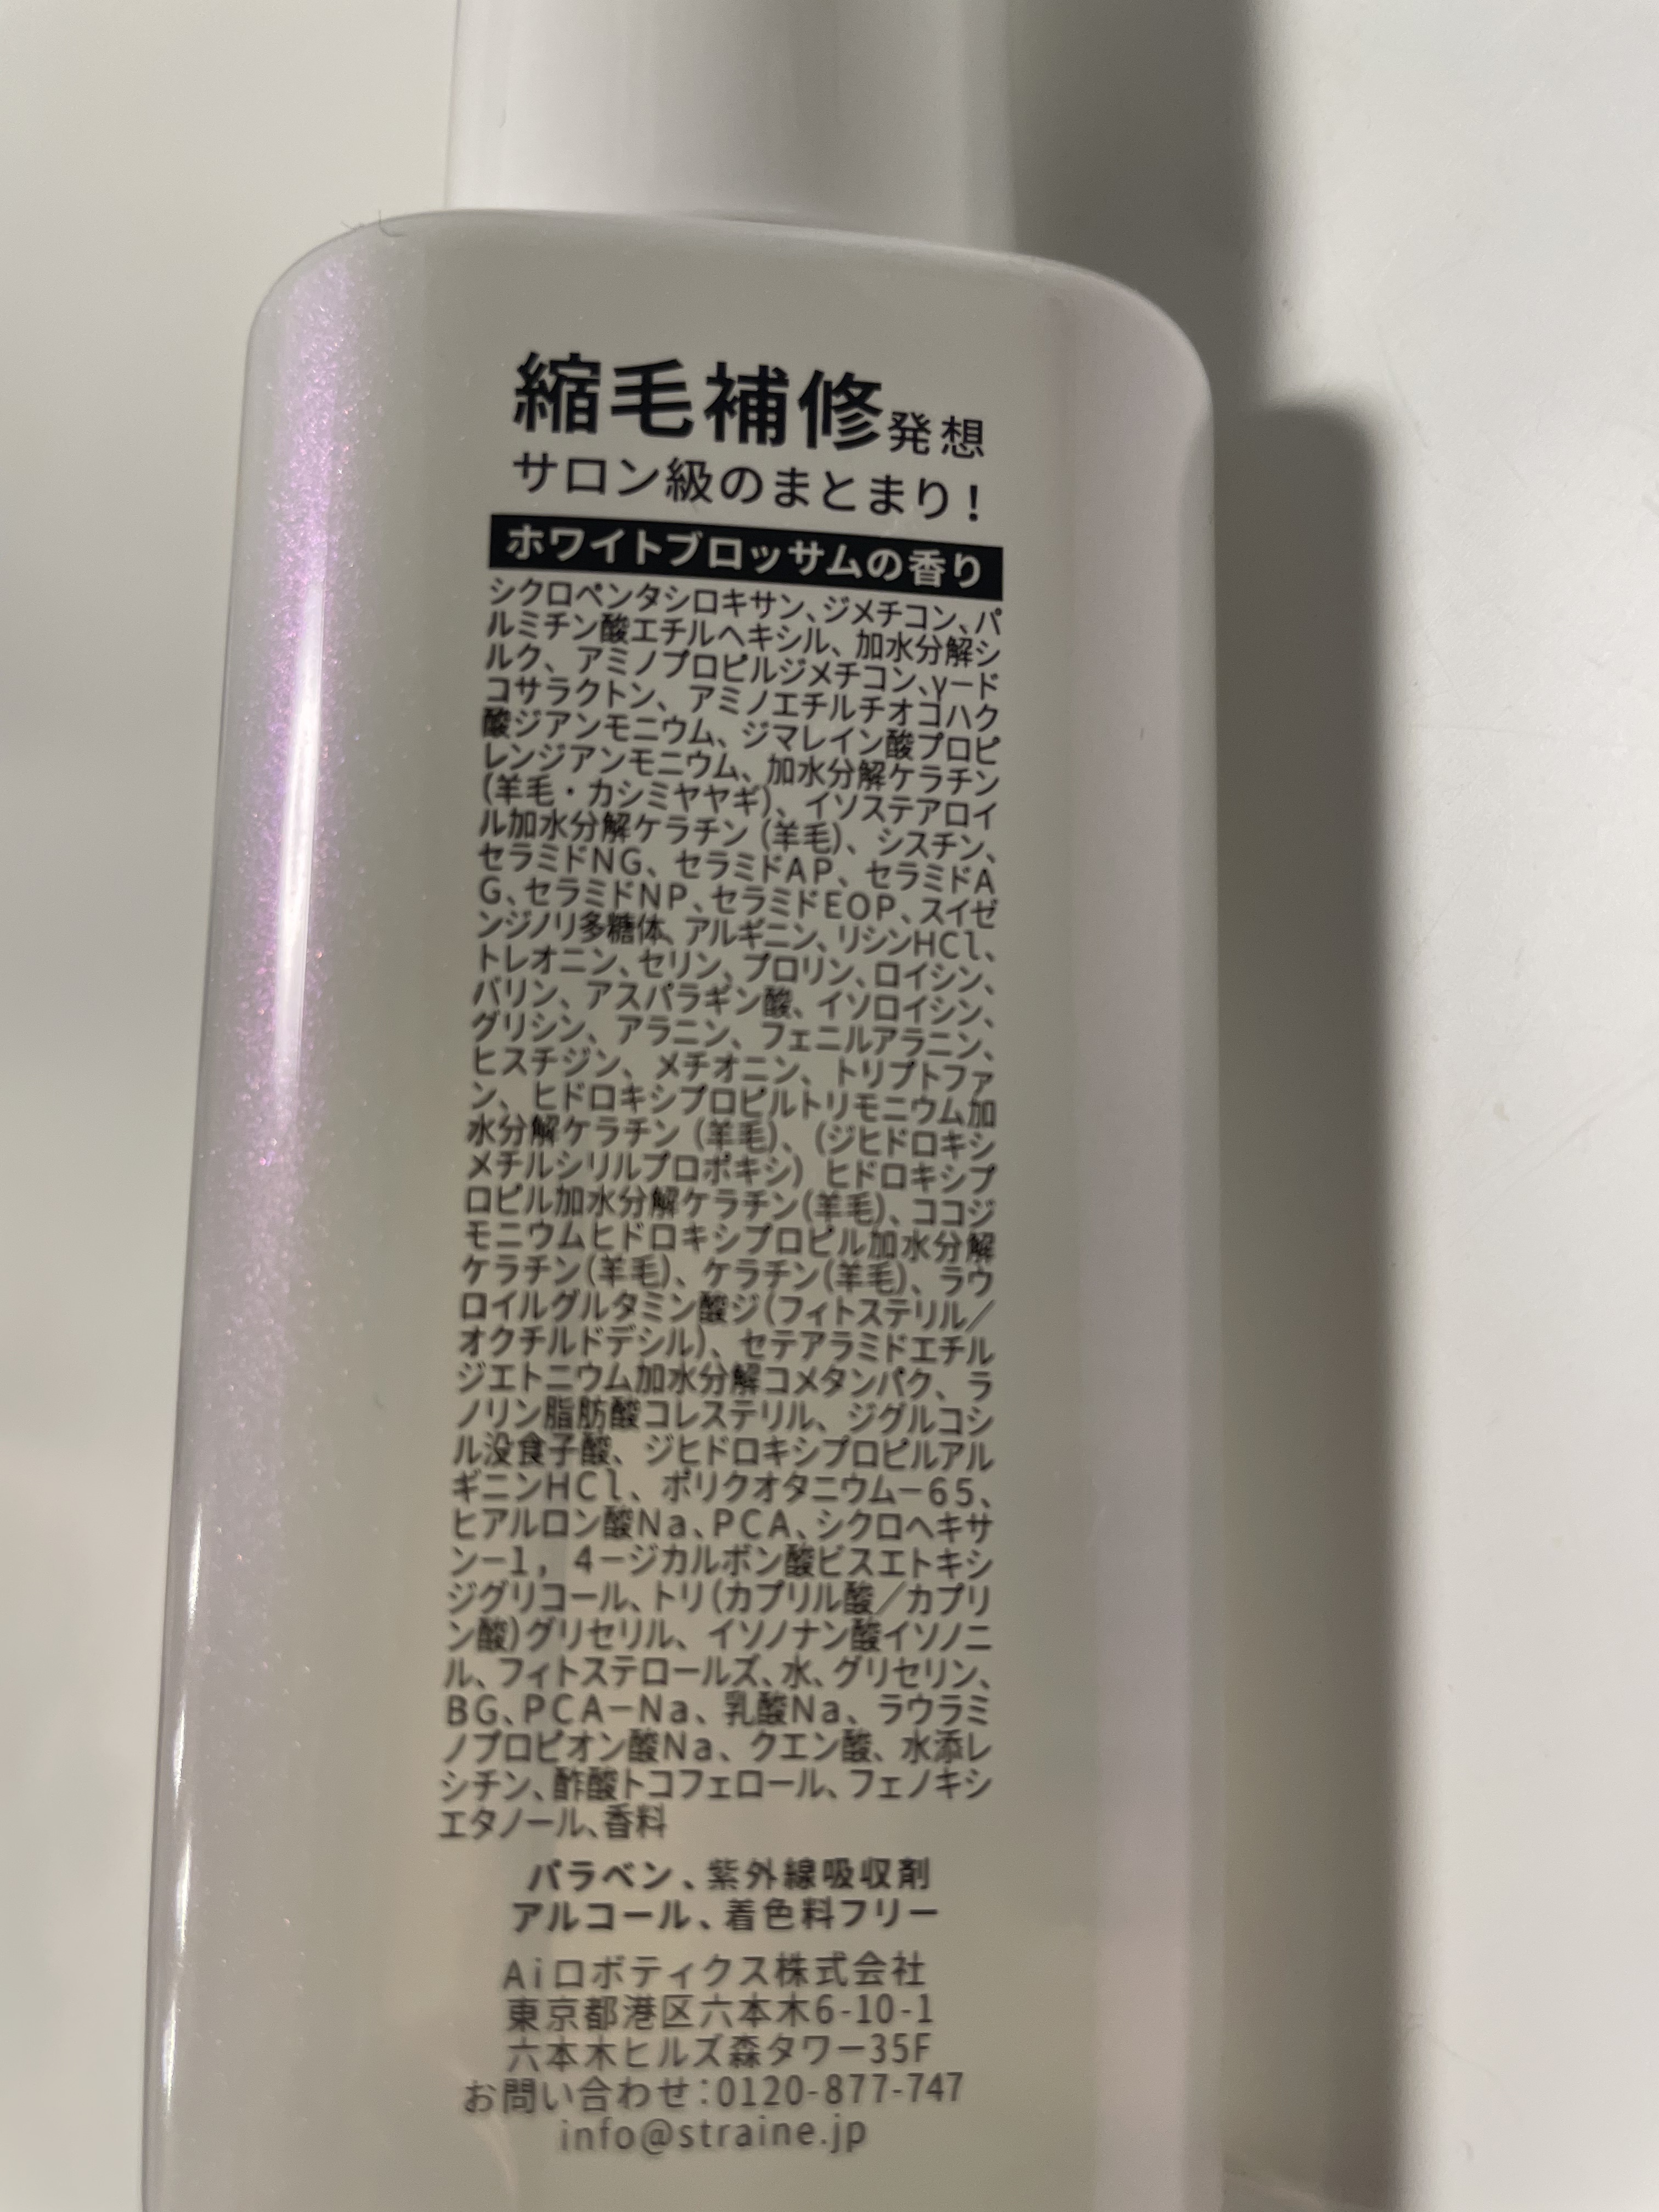 縮毛補修発想
サロン級のまとまり！
ホワイトブロッサムの香り
シクロペンタシロキサン、ジメチコン、パ
ルミチン酸エチルヘキシル、加水分解シ
ルク、アミノプロピルジメチコン、γード
コサラクトン、アミノエチルチオコハク
酸ジアンモニウム、ジマレイン酸プロピ
レンジアンモニウム、加水分解ケラチン
(羊毛・カシミヤヤギ)、イソステアロイ
ル加水分解ケラチン (羊毛)、シスチン、
セラミドNG、セラミドAP、セラミドA
G、セラミドNP、セラミドEOP、スイゼ
ンジノリ多糖体、アルギニン、リシンHCl、
トレオニン、セリン、プロリン、ロイシン、
バリン、アスパラギン酸、イソロイシン、
グリシン、アラニン、フェニルアラニン、
ヒスチジン、メチオニン、トリプトファ
ン、ヒドロキシプロピルトリモニウム加
水分解ケラチン (羊毛)、(ジヒドロキシ
メチルシリルプロポキシ) ヒドロキシプ
ロピル加水分解ケラチン(羊毛)、ココジ
モニウムヒドロキシプロピル加水分解
ケラチン(羊毛)、ケラチン(羊毛)、ラウ
ロイルグルタミン酸ジ(フィトステリル／
オクチルドデシル)、セテアラミドエチル
ジエトニウム加水分解コメタンパク、ラ
ノリン脂肪酸コレステリル、ジグルコシ
ル没食子酸、ジヒドロキシプロピルアル
ギニンHCl、ポリクオタニウムー65、
ヒアルロン酸Na、PCA、シクロヘキサ
ンー1，4ージカルボン酸ビスエトキシ
ジグリコール、トリ(カプリル酸／カプリ
ン酸)グリセリル、イソノナン酸イソノニ
ル、フィトステロールズ、水、グリセリン、
BG、PCAーNa、乳酸Na、ラウラミ
ノプロピオン酸Na、クエン酸、水添レ
シチン、酢酸トコフェロール、フェノキシ
エタノール、香料
パラベン、紫外線吸収剤
アルコール、着色料フリー
Aiロボティクス株式会社
東京都港区六本木6-10-1
六本木ヒルズ森タワー35F
お問い合わせ：0120-877-747
info@straine.jp